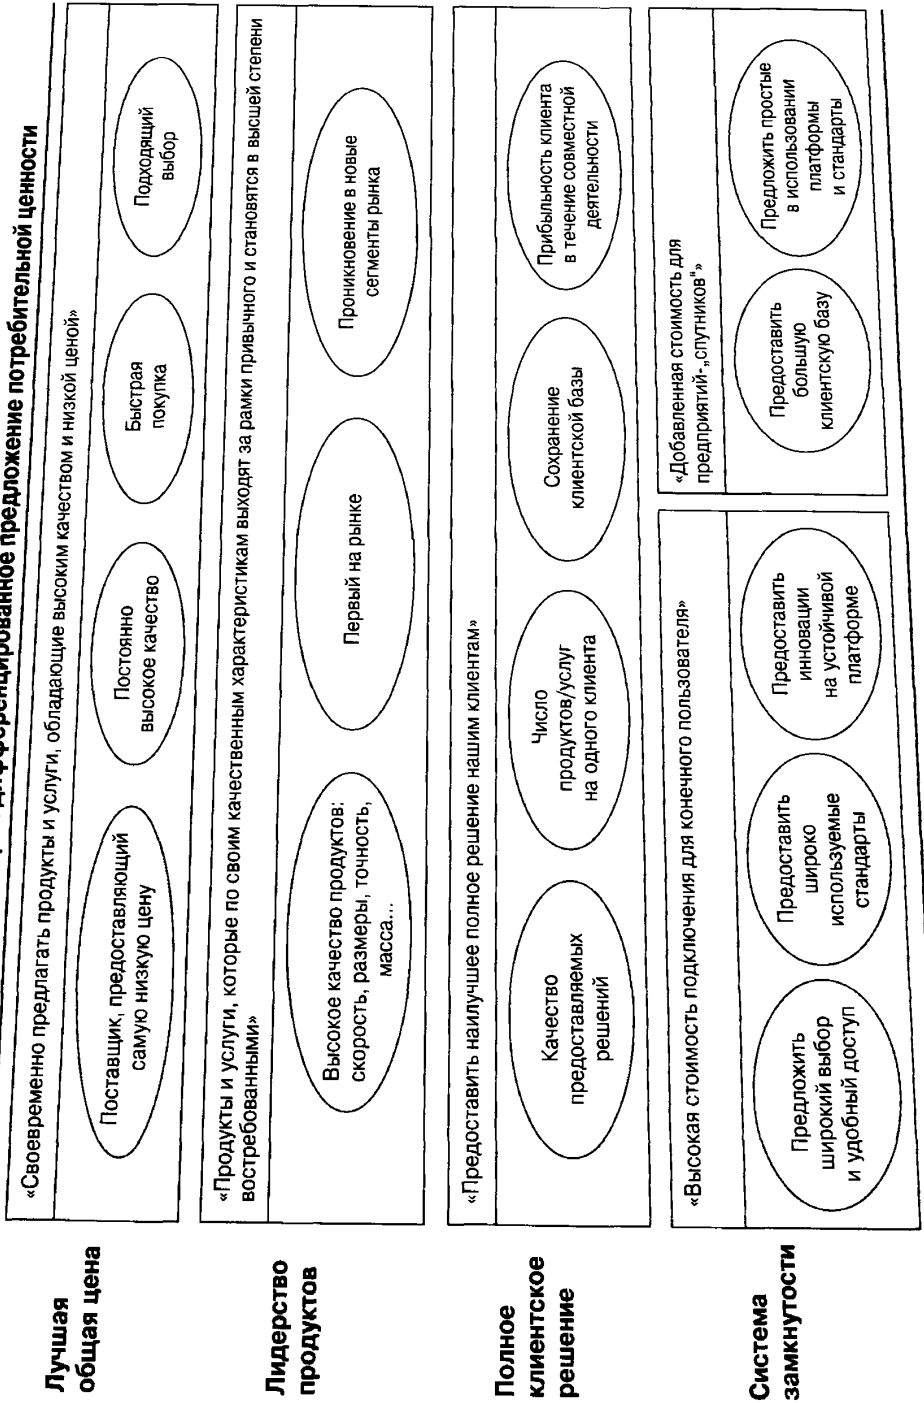 дифференцированное предложение потребительной ценности
Лучшая
общая цена
«Своевременно предлагать продукты и услуги, обладающие высоким качеством и низкой ценой»
Поставщик, предоставляющий
самую низкую цену
Постоянно
высокое качество
Быстрая
покупка
Подходящий
выбор
Лидерство
продуктов
«Продукты и услуги, которые по своим качественным характеристикам выходят за рамки привычного и становятся в высшей степени
востребованными»
Высокое качество продуктов:
скорость, размеры, точность,
масса...
Первый на рынке
Проникновение в новые
сегменты рынка
Полное
клиентское
решение
«Предоставить наилучшее полное решение нашим клиентам»
Качество
предоставляемых
решений
Число
продуктов/услуг
на одного клиента
Сохранение
клиентской базы
Прибыльность клиента
в течение совместной
деятельности
Система
замкнутости
«Высокая стоимость подключения для конечного пользователя»
Предложить
широкий выбор
и удобный доступ
Предоставить
широко
используемые
стандарты
Предоставить
инновации
на устойчивой
платформе
«Добавленная стоимость для
предприятий-„спутников“»
Предоставить
большую
клиентскую базу
Предложить простые
в использовании
платформы
и стандарты